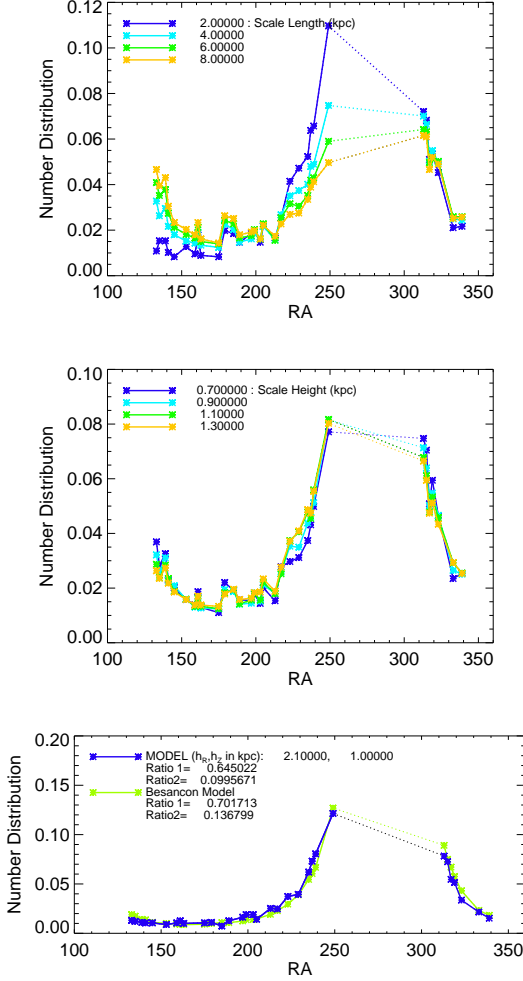 0.12
0.10
0.08
0.06
0.04
0.02
0.00
Number Distribution
2.00000 : Scale Length (kpc)
4.00000
6.00000
8.00000
100 150 200 250 300 350
RA
0.10
0.08
0.06
0.04
0.02
0.00
Number Distribution
0.700000 : Scale Height (kpc)
0.900000
1.10000
1.30000
100 150 200 250 300 350
RA
0.20
0.15
0.10
0.05
0.00
Number Distribution
MODEL (hR,hZ in kpc): 2.10000, 1.00000
Ratio 1= 0.645022
Ratio2= 0.0995671
Besancon Model
Ratio 1= 0.701713
Ratio2= 0.136799
100 150 200 250 300 350
RA